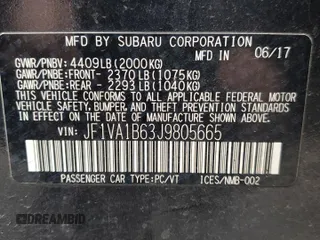 MFD BY SUBARU CORPORATION
06/17
GVWR/PNBV: 4409LB(2000KG)
GAWR/PNBE:FRONT- 2370LB(1075KG)
GAWR/PNBE:REAR - 2293LB(1040KG)
THIS VEHICLE CONFORMS TO ALL APPLICABLE
FEDERAL MOTOR VEHICLE SAFETY, BUMPER, AND
THEFT PREVENTION STANDARDS
IN EFFECT ON THE DATE OF MANUFACTURE
SHOWN ABOVE.
VIN: JF1VA1B63J9805665
PASSENGER CAR TYPE:PC/VT
ICES/NMB-002
DREAMBID